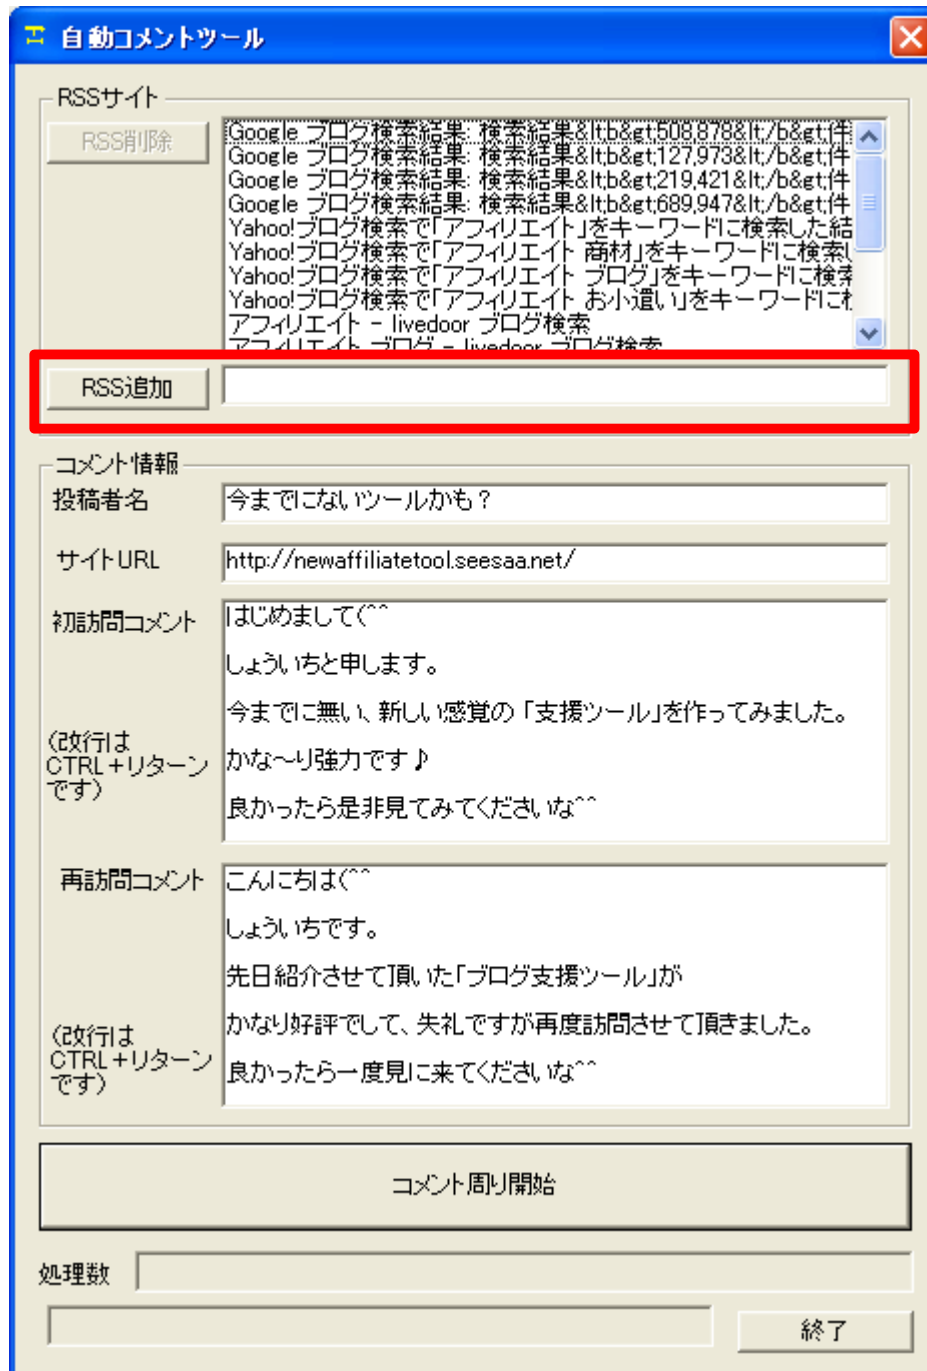 自動コメントツール
RSSサイト
RSS削除
Google ブログ検索結果: 検索結果&lt;b&gt;508,878&lt;/b&gt;(件
Google ブログ検索結果: 検索結果&lt;b&gt;127,973&lt;/b&gt;(件
Google ブログ検索結果: 検索結果&lt;b&gt;219,421&lt;/b&gt;(件
Google ブログ検索結果: 検索結果&lt;b&gt;689,947&lt;/b&gt;(件
Yahoo!ブログ検索で「アフィリエイト」をキーワードに検索した結
Yahoo!ブログ検索で「アフィリエイト 商材」をキーワードに検索し
Yahoo!ブログ検索で「アフィリエイト ブログ」をキーワードに検索
Yahoo!ブログ検索で「アフィリエイト お小遣い」をキーワードに検
アフィリエイト - livedoor ブログ検索
アフィリエイト ブログ - livedoor ブログ検索
RSS追加
コメント情報
投稿者名
今までにないツールかも?
サイトURL
http://newaffiliatetool.seesaa.net/
初訪問コメント
(改行は
CTRL+リターン
です)
はじめまして(^^
しょういちと申します。
今までに無い、新しい感覚の「支援ツール」を作ってみました。
かな~り強力です♪
良かったら是非見てみてくださいな^^
再訪問コメント
(改行は
CTRL+リターン
です)
こんにちは(^^
しょういちです。
先日紹介させて頂いた「ブログ支援ツール」が
かなり好評でして、失礼ですが再度訪問させて頂きました。
良かったら一度見に来てくださいな^^
コメント周り開始
処理数
終了